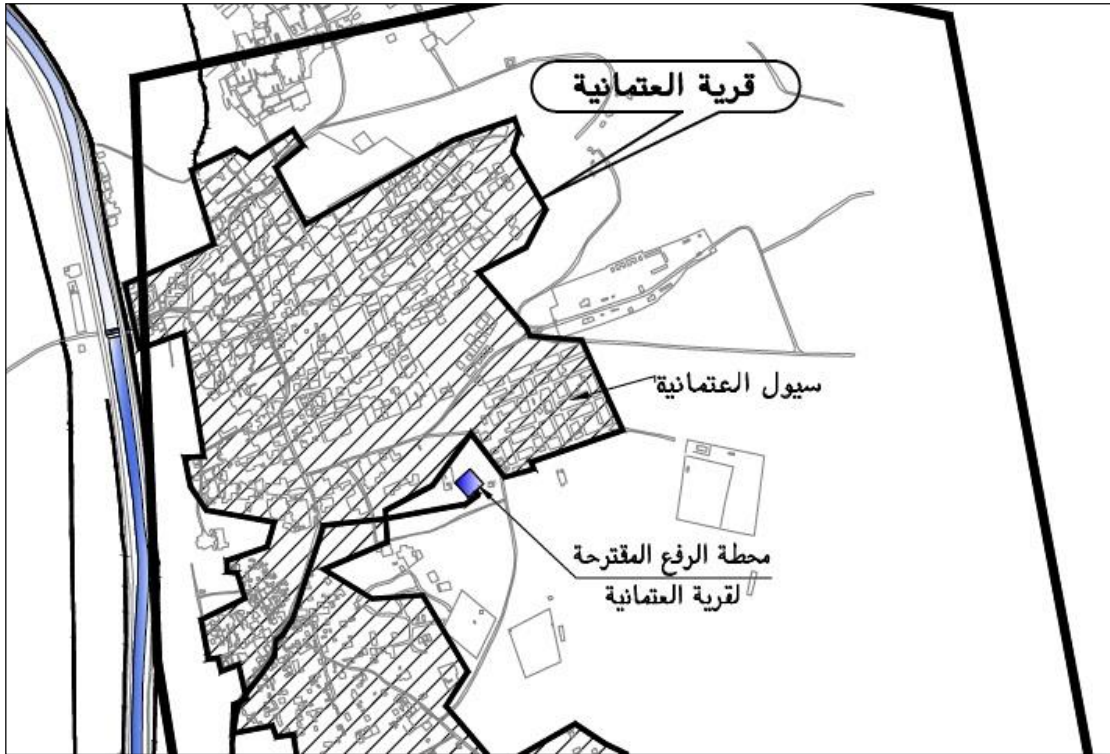 قرية العتمانية
سيول العتمانية
محطة الرفع المقترحة
لقرية العتمانية